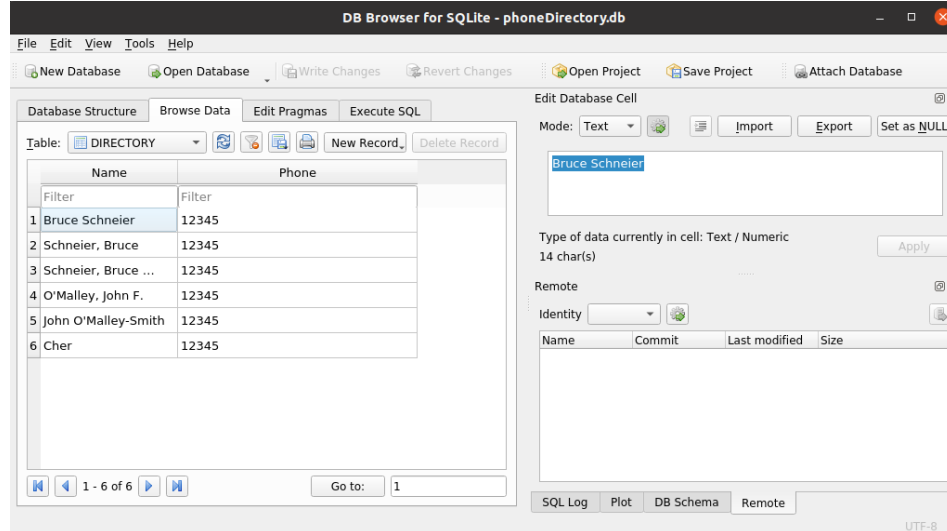 DB Browser for SQLite - phoneDirectory.db
File Edit View Tools Help
New Database Open Database Write Changes Revert Changes Open Project Save Project Attach Database
Database Structure Browse Data Edit Pragmas Execute SQL
Table: DIRECTORY New Record Delete Record
Name Phone
Filter Filter
1 Bruce Schneier 12345
2 Schneier, Bruce 12345
3 Schneier, Bruce ... 12345
4 O'Malley, John F. 12345
5 John O'Malley-Smith 12345
6 Cher 12345
1 - 6 of 6 Go to: 1
Edit Database Cell
Mode: Text Import Export Set as NULL
Bruce Schneier
Type of data currently in cell: Text / Numeric
14 char(s) Apply
Remote
Identity
Name Commit Last modified Size
SQL Log Plot DB Schema Remote
UTF-8